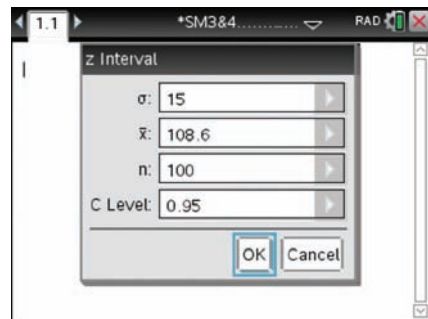 1.1 *SM3&4............ RAD
z Interval
σ: 15
x̄: 108.6
n: 100
C Level: 0.95
OK Cancel